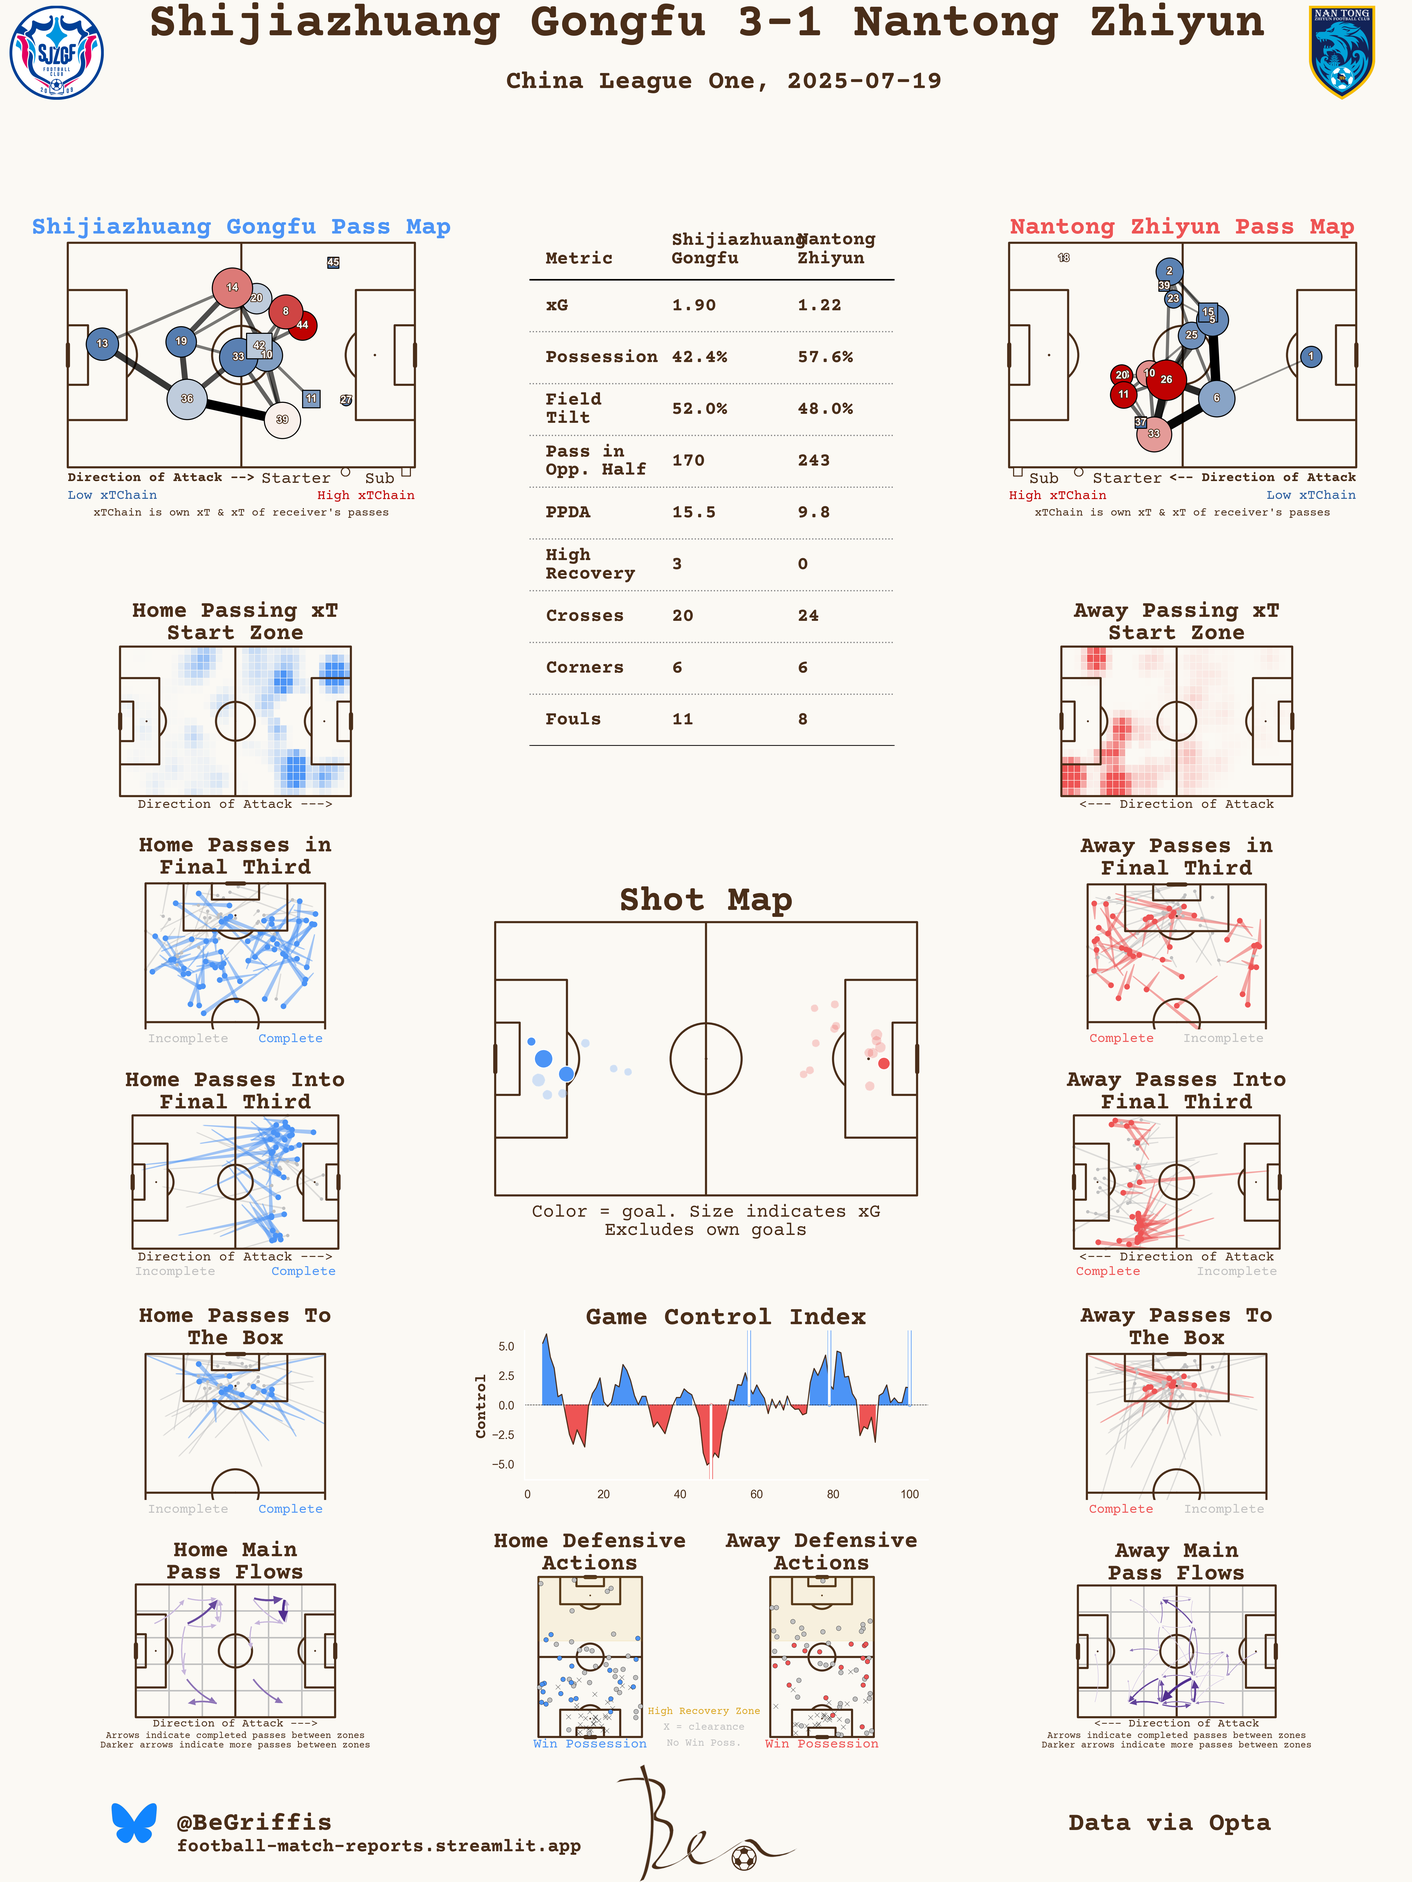 Shijiazhuang Gongfu 3-1 Nantong Zhiyun
China League One, 2025-07-19
SJZGF
FOOTBALL
CLUB
NAN TONG
ZHIYUN FOOTBALL CLUB
Shijiazhuang Gongfu Pass Map
45
14
20
8
44
13
19
42
33
10
36
11
27
39
Direction of Attack --> Starter Sub
Low xTChain High xTChain
xTChain is own xT & xT of receiver's passes
Metric Shijiazhuang Gongfu Nantong Zhiyun
xG 1.90 1.22
Possession 42.4% 57.6%
Field Tilt 52.0% 48.0%
Pass in Opp. Half 170 243
PPDA 15.5 9.8
High Recovery 3 0
Crosses 20 24
Corners 6 6
Fouls 11 8
Nantong Zhiyun Pass Map
18
2
39
23
15
5
25
1
20
10
26
11
6
37
33
Sub Starter <-- Direction of Attack
High xTChain Low xTChain
xTChain is own xT & xT of receiver's passes
Home Passing xT
Start Zone
Direction of Attack --->
Away Passing xT
Start Zone
<--- Direction of Attack
Home Passes in
Final Third
Incomplete Complete
Away Passes in
Final Third
Complete Incomplete
Shot Map
Color = goal. Size indicates xG
Excludes own goals
Home Passes Into
Final Third
Direction of Attack --->
Incomplete Complete
Away Passes Into
Final Third
<--- Direction of Attack
Complete Incomplete
Home Passes To
The Box
Incomplete Complete
Game Control Index
Control
5.0
2.5
0.0
−2.5
−5.0
0 20 40 60 80 100
Away Passes To
The Box
Complete Incomplete
Home Main
Pass Flows
Direction of Attack --->
Arrows indicate completed passes between zones
Darker arrows indicate more passes between zones
Home Defensive
Actions
Win Possession
High Recovery Zone
X = clearance
No Win Poss.
Away Defensive
Actions
Win Possession
Away Main
Pass Flows
<--- Direction of Attack
Arrows indicate completed passes between zones
Darker arrows indicate more passes between zones
@BeGriffis
football-match-reports.streamlit.app
Ben
Data via Opta